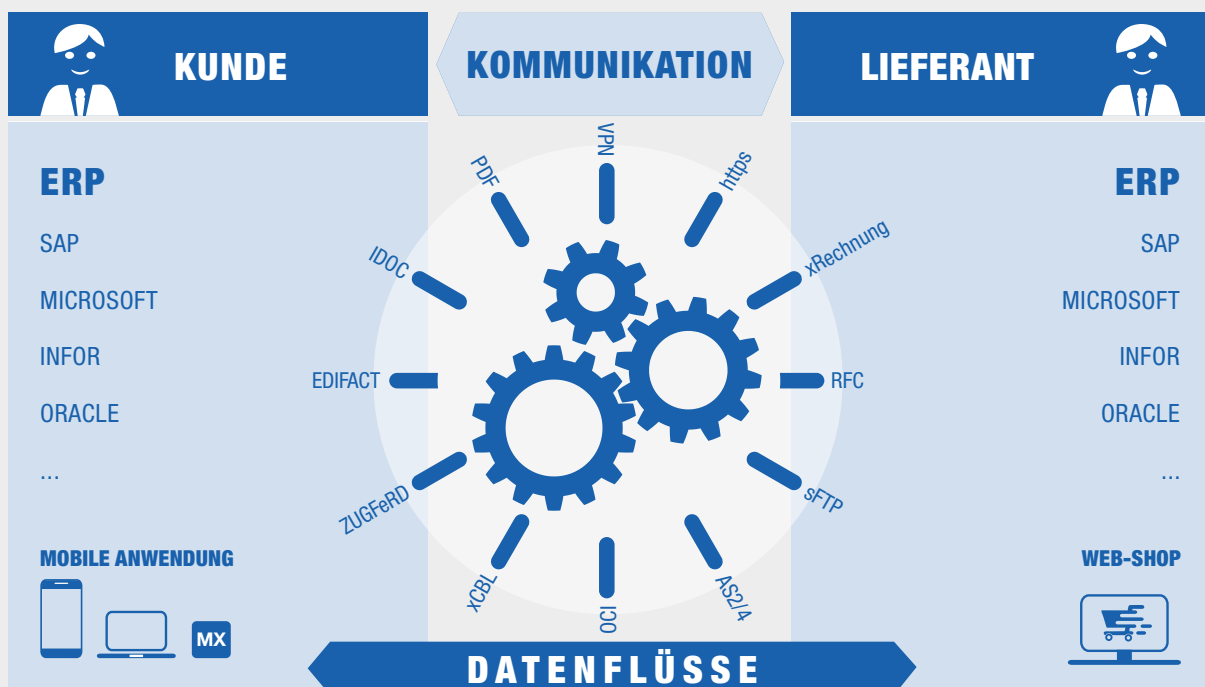 KUNDE
KOMMUNIKATION
LIEFERANT
ERP
SAP
MICROSOFT
INFOR
ORACLE
...
MOBILE ANWENDUNG
MX
VPN
https
xRechnung
RFC
sFTP
AS2/4
OCI
xCBL
ZUGFeRD
EDIFACT
IDOC
PDF
ERP
SAP
MICROSOFT
INFOR
ORACLE
...
WEB-SHOP
DATENFLÜSSE